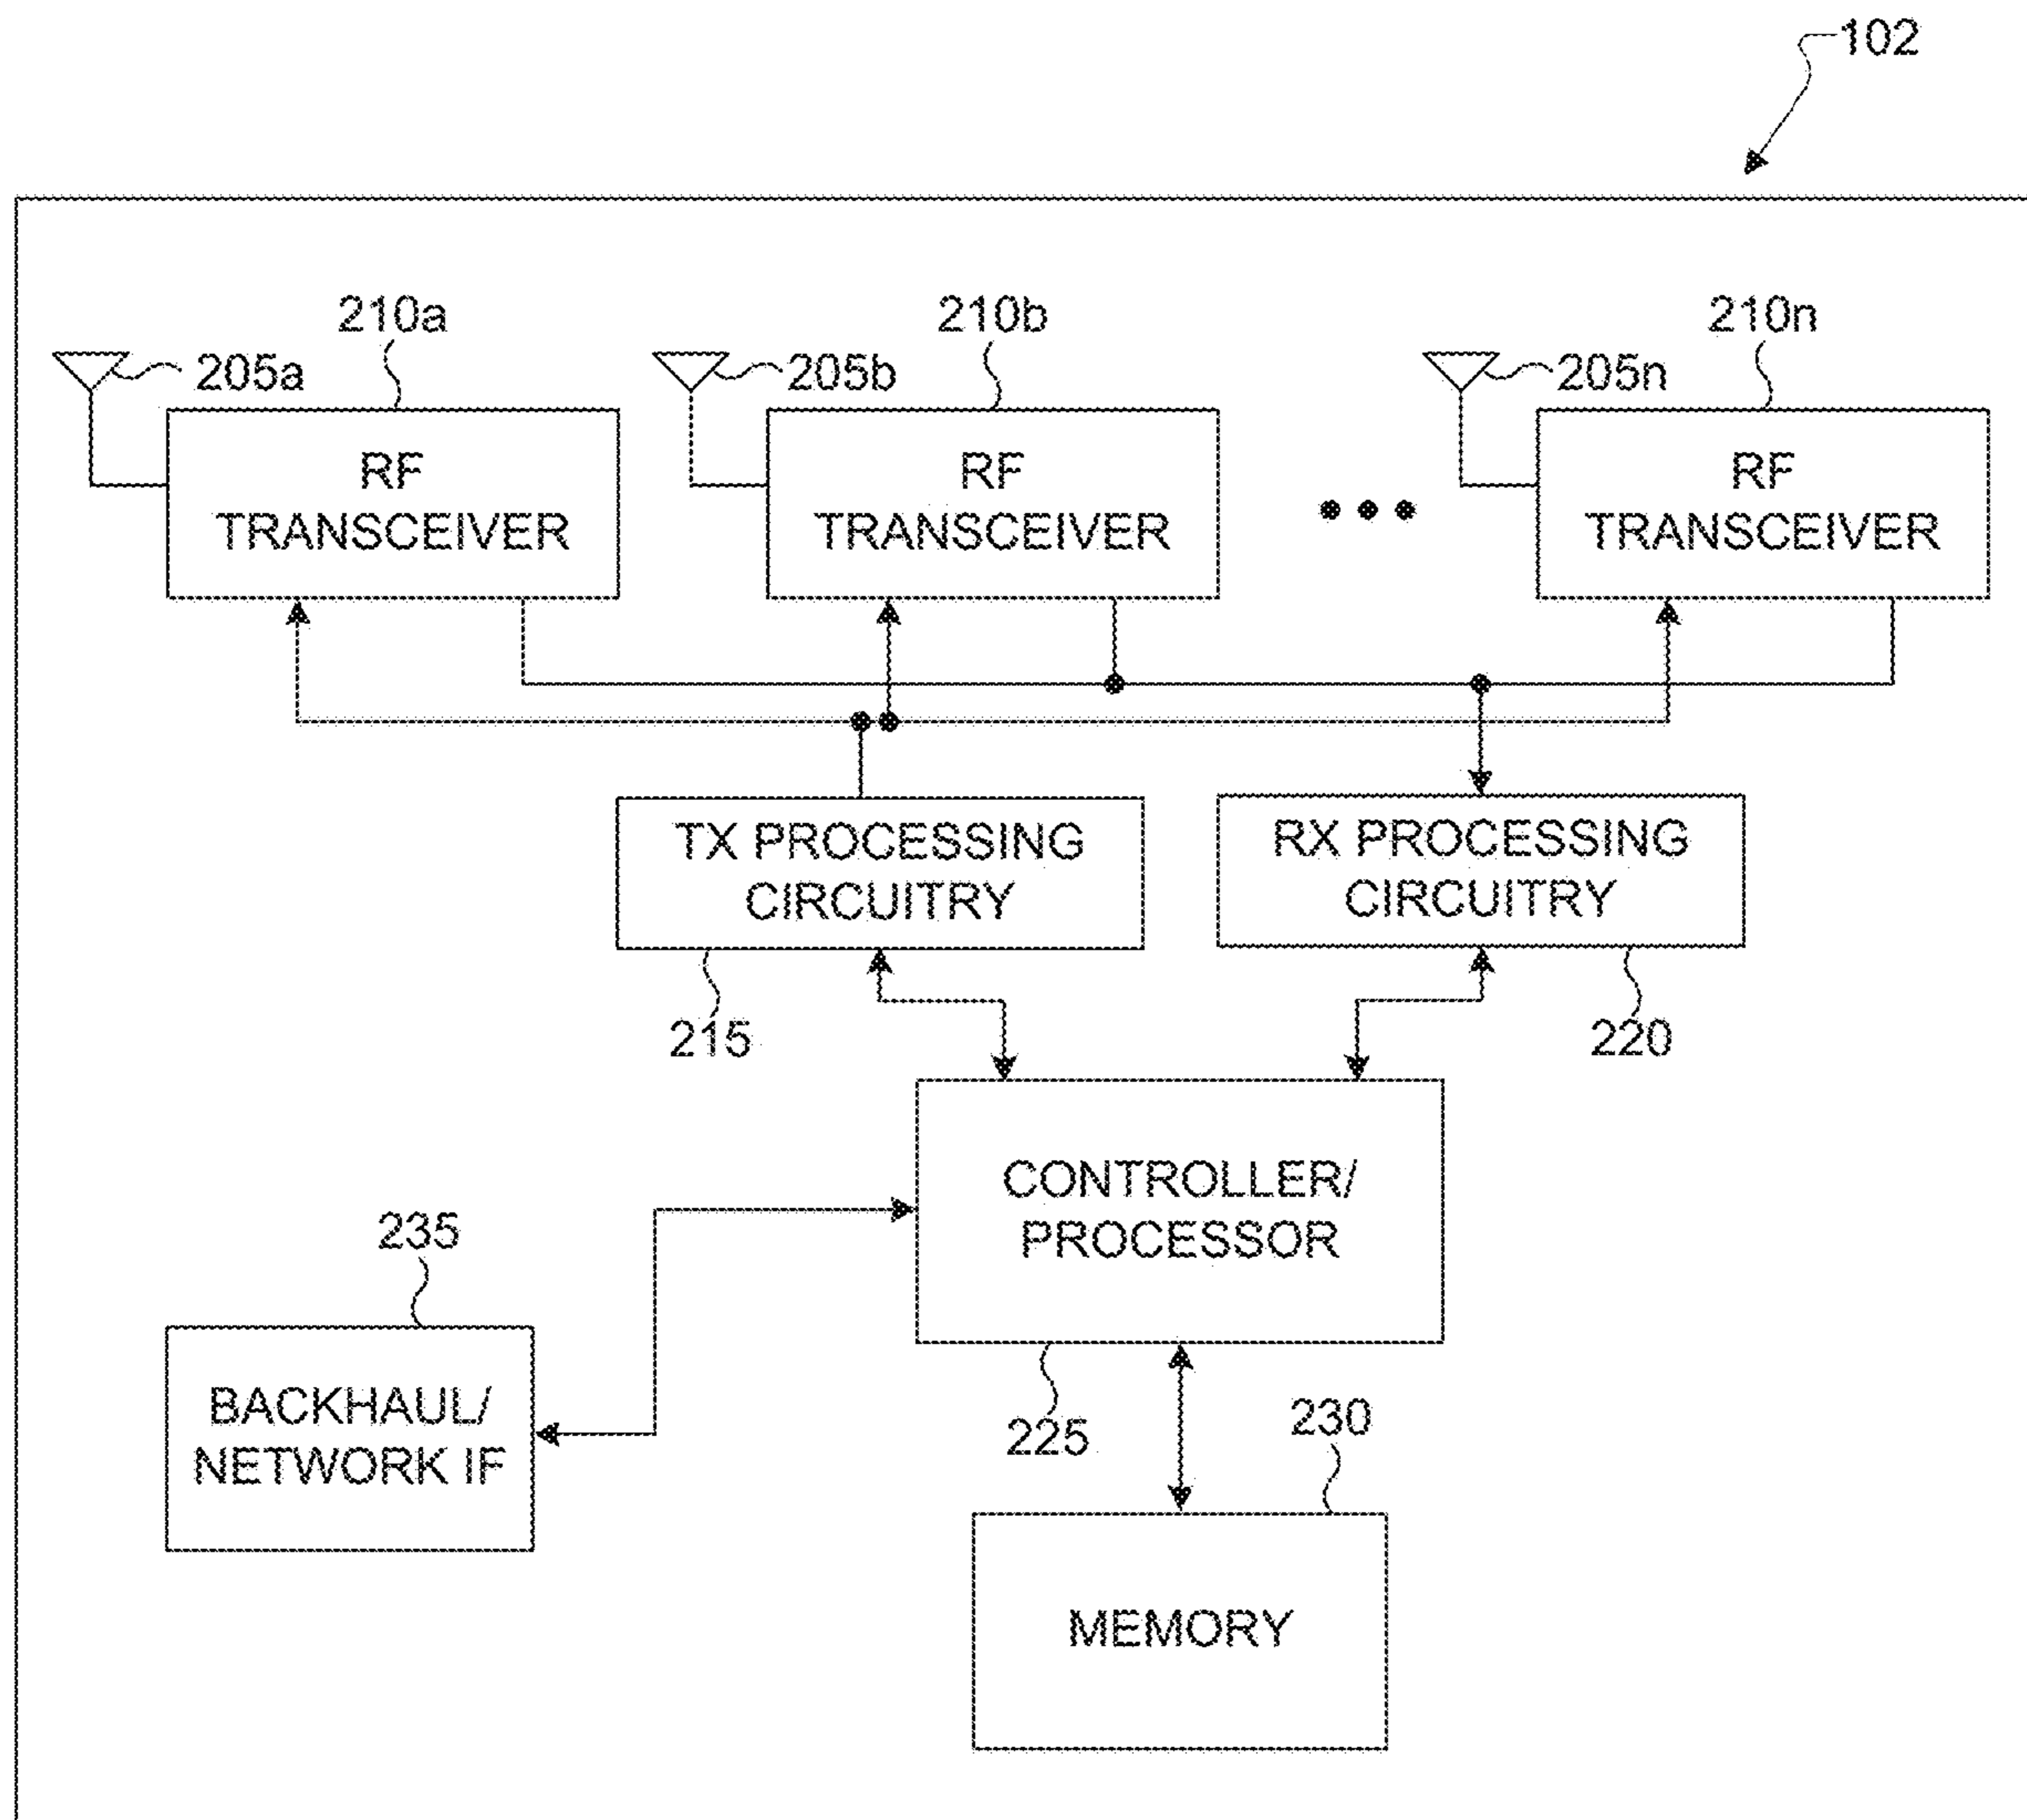 102
210a
210b
210n
205a
205b
205n
RF
TRANSCEIVER
RF
TRANSCEIVER
RF
TRANSCEIVER
TX PROCESSING
CIRCUITRY
RX PROCESSING
CIRCUITRY
215
220
CONTROLLER/
PROCESSOR
235
BACKHAUL/
NETWORK IF
225
230
MEMORY